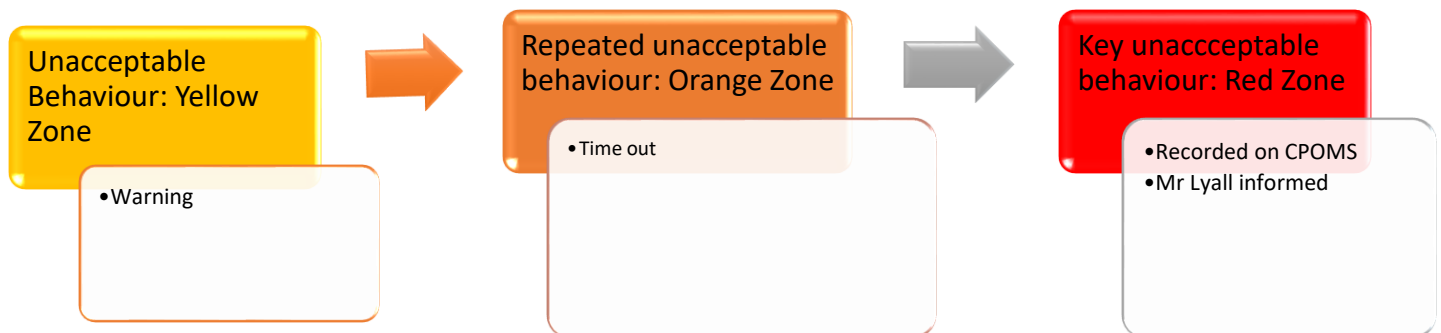 Unacceptable
Behaviour: Yellow
Zone
•Warning
Repeated unacceptable
behaviour: Orange Zone
•Time out
Key unaccceptable
behaviour: Red Zone
•Recorded on CPOMS
•Mr Lyall informed